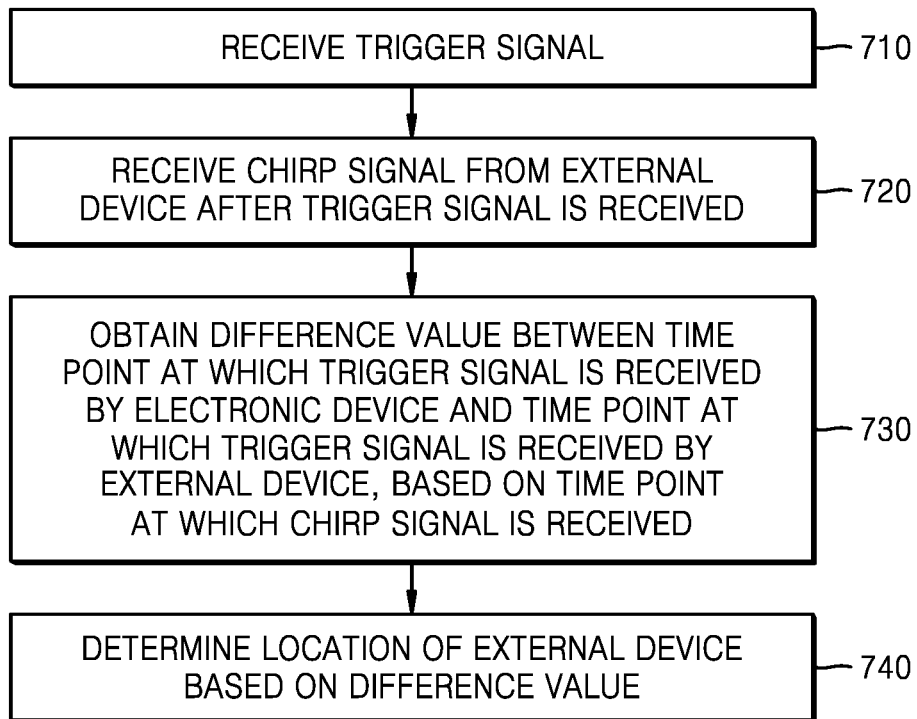 RECEIVE TRIGGER SIGNAL
710
RECEIVE CHIRP SIGNAL FROM EXTERNAL
DEVICE AFTER TRIGGER SIGNAL IS RECEIVED
720
OBTAIN DIFFERENCE VALUE BETWEEN TIME
POINT AT WHICH TRIGGER SIGNAL IS RECEIVED
BY ELECTRONIC DEVICE AND TIME POINT AT
WHICH TRIGGER SIGNAL IS RECEIVED BY
EXTERNAL DEVICE, BASED ON TIME POINT
AT WHICH CHIRP SIGNAL IS RECEIVED
730
DETERMINE LOCATION OF EXTERNAL DEVICE
BASED ON DIFFERENCE VALUE
740